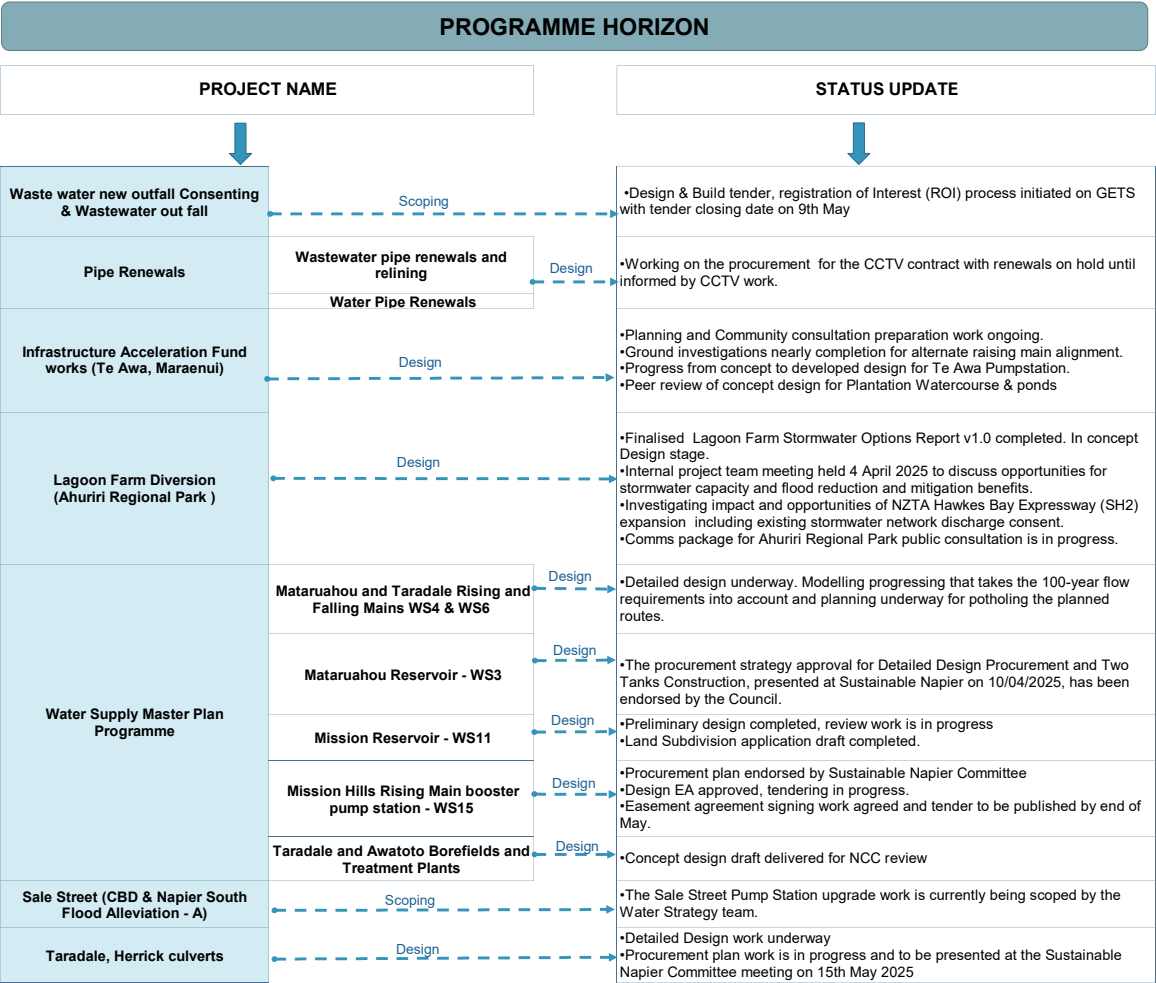 PROGRAMME HORIZON
PROJECT NAME
STATUS UPDATE
Waste water new outfall Consenting
& Wastewater out fall
Scoping
•Design & Build tender, registration of Interest (ROI) process initiated on GETS
with tender closing date on 9th May
Pipe Renewals
Wastewater pipe renewals and
relining
Water Pipe Renewals
Design
•Working on the procurement  for the CCTV contract with renewals on hold until
informed by CCTV work.
Infrastructure Acceleration Fund
works (Te Awa, Maraenui)
Design
•Planning and Community consultation preparation work ongoing.
•Ground investigations nearly completion for alternate raising main alignment.
•Progress from concept to developed design for Te Awa Pumpstation.
•Peer review of concept design for Plantation Watercourse & ponds
Lagoon Farm Diversion
(Ahuriri Regional Park )
Design
•Finalised  Lagoon Farm Stormwater Options Report v1.0 completed. In concept
Design stage.
•Internal project team meeting held 4 April 2025 to discuss opportunities for
stormwater capacity and flood reduction and mitigation benefits.
•Investigating impact and opportunities of NZTA Hawkes Bay Expressway (SH2)
expansion  including existing stormwater network discharge consent.
•Comms package for Ahuriri Regional Park public consultation is in progress.
Water Supply Master Plan
Programme
Mataruahou and Taradale Rising and
Falling Mains WS4 & WS6
Design
•Detailed design underway. Modelling progressing that takes the 100-year flow
requirements into account and planning underway for potholing the planned
routes.
Mataruahou Reservoir - WS3
Design
•The procurement strategy approval for Detailed Design Procurement and Two
Tanks Construction, presented at Sustainable Napier on 10/04/2025, has been
endorsed by the Council.
Mission Reservoir - WS11
Design
•Preliminary design completed, review work is in progress
•Land Subdivision application draft completed.
Mission Hills Rising Main booster
pump station - WS15
Design
•Procurement plan endorsed by Sustainable Napier Committee
•Design EA approved, tendering in progress.
•Easement agreement signing work agreed and tender to be published by end of
May.
Taradale and Awatoto Borefields and
Treatment Plants
Design
•Concept design draft delivered for NCC review
Sale Street (CBD & Napier South
Flood Alleviation - A)
Scoping
•The Sale Street Pump Station upgrade work is currently being scoped by the
Water Strategy team.
Taradale, Herrick culverts
Design
•Detailed Design work underway
•Procurement plan work is in progress and to be presented at the Sustainable
Napier Committee meeting on 15th May 2025